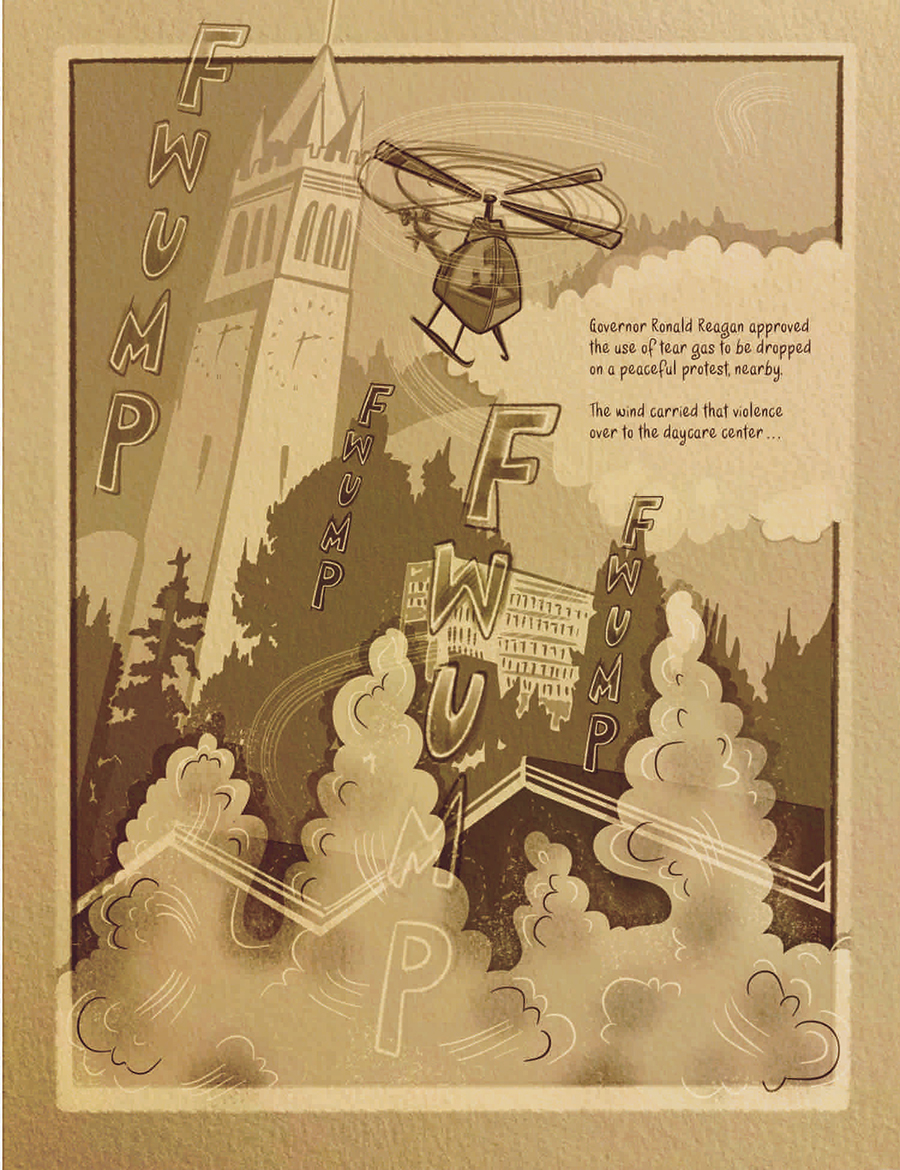 FWUMP
FWUMP
FWUMP
FWUMP
Governor Ronald Reagan approved
the use of tear gas to be dropped
on a peaceful protest, nearby.
The wind carried that violence
over to the daycare center ...